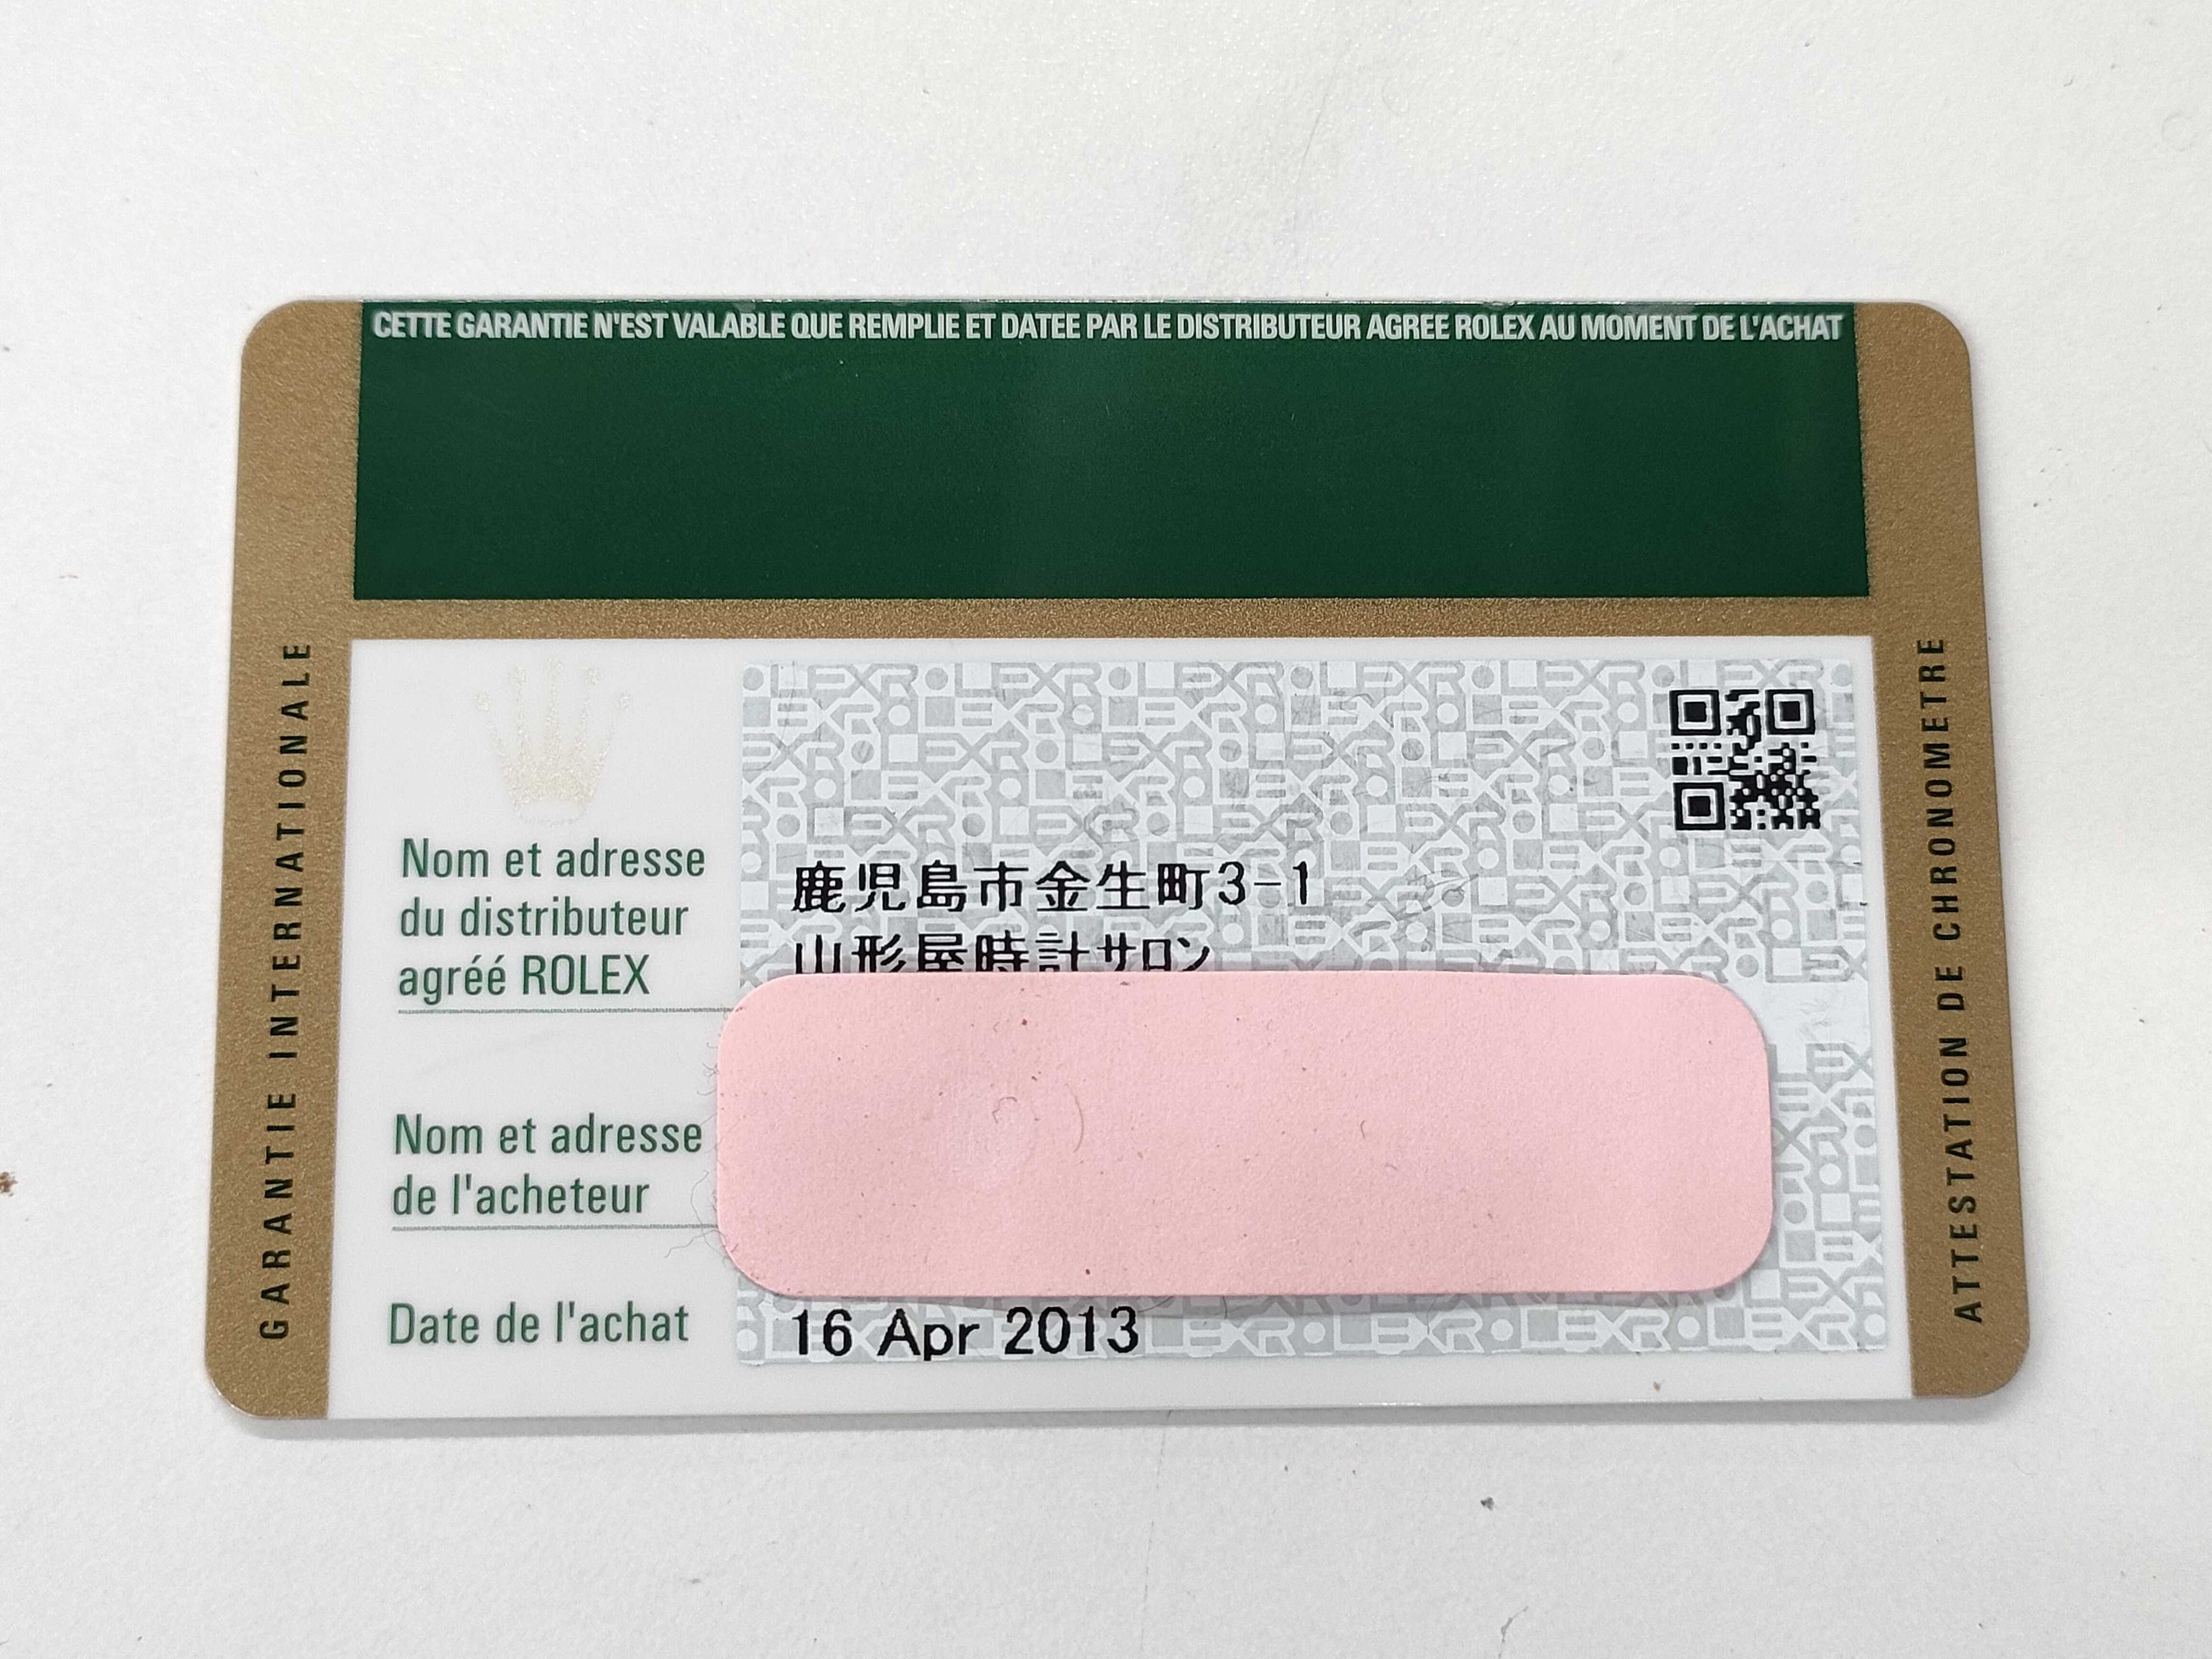 CETTE GARANTIE N'EST VALABLE QUE REMPLIE ET DATEE PAR LE DISTRIBUTEUR AGREE ROLEX AU MOMENT DE L'ACHAT
GARANTIE INTERNATIONALE
Nom et adresse
du distributeur
agréé ROLEX
鹿児島市金生町3-1
山形屋時計サロン
Nom et adresse
de l'acheteur
Date de l'achat
16 Apr 2013
ATTESTATION DE CHRONOMETRE